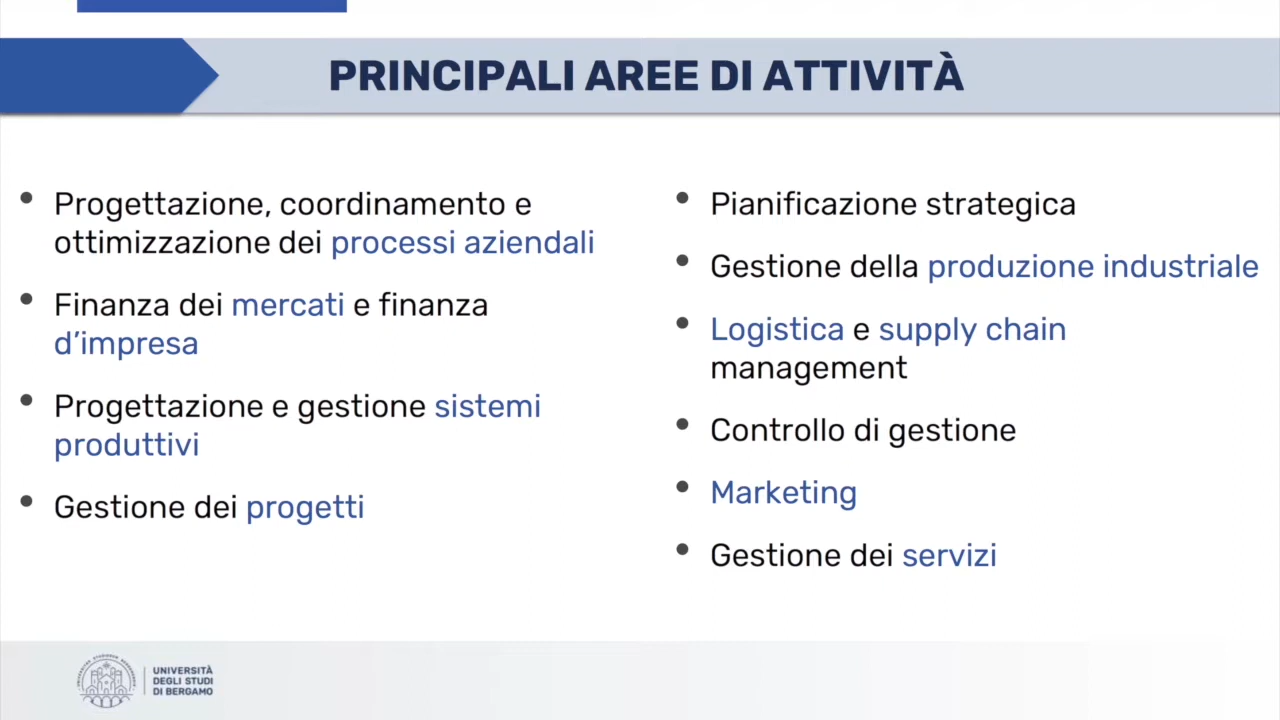 PRINCIPALI AREE DI ATTIVITÀ
• Progettazione, coordinamento e
ottimizzazione dei processi aziendali
• Finanza dei mercati e finanza
d’impresa
• Progettazione e gestione sistemi
produttivi
• Gestione dei progetti
• Pianificazione strategica
• Gestione della produzione industriale
• Logistica e supply chain
management
• Controllo di gestione
• Marketing
• Gestione dei servizi
UNIVERSITÀ
DEGLI STUDI
DI BERGAMO